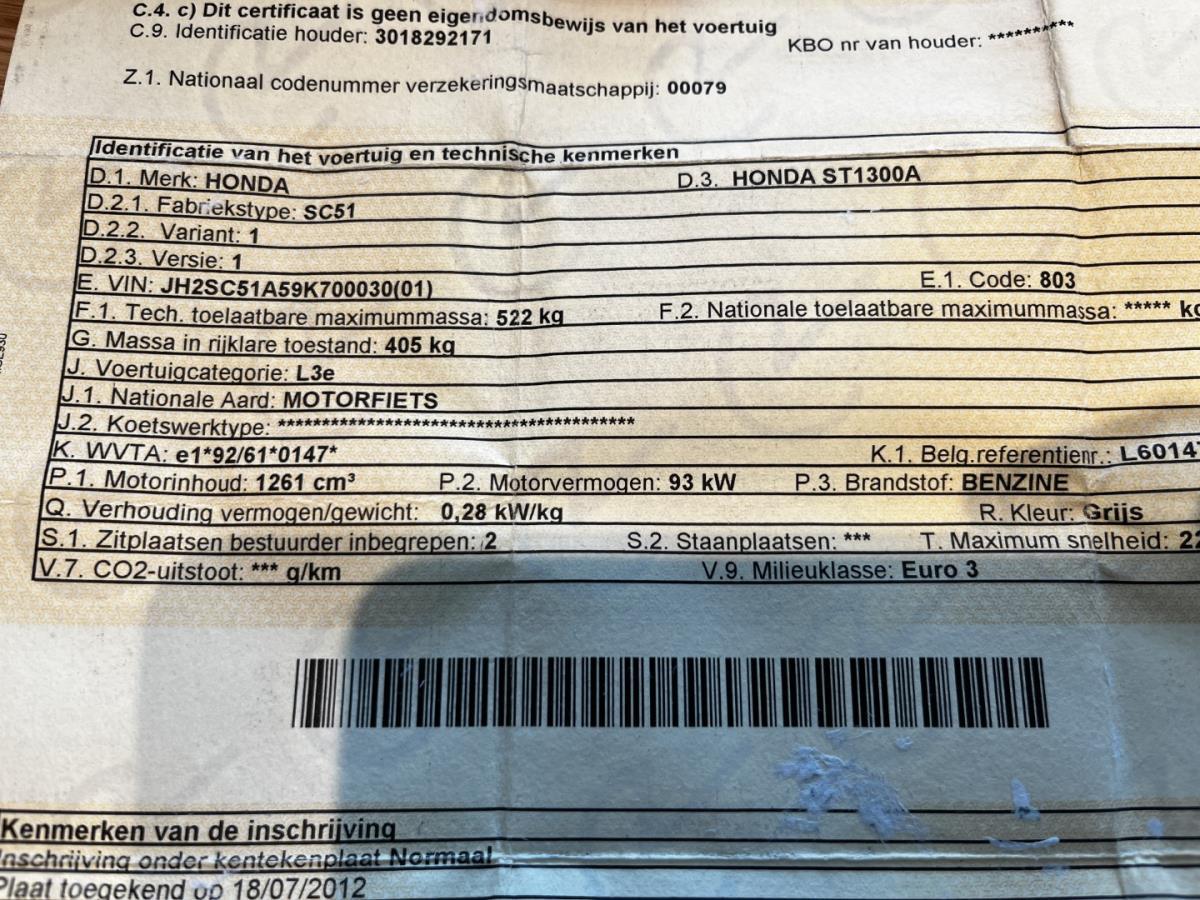 C.4. c) Dit certificaat is geen eigendomsbewijs van het voertuig
C.9. Identificatie houder: 3018292171 KBO nr van houder: **********
Z.1. Nationaal codenummer verzekeringsmaatschappij: 00079
Identificatie van het voertuig en technische kenmerken
D.1. Merk: HONDA D.3. HONDA ST1300A
D.2.1. Fabriekstype: SC51
D.2.2. Variant: 1
D.2.3. Versie: 1
E. VIN: JH2SC51A59K700030(01) E.1. Code: 803
F.1. Tech. toelaatbare maximummassa: 522 kg F.2. Nationale toelaatbare maximummassa: ***** kg
G. Massa in rijklare toestand: 405 kg
J. Voertuigcategorie: L3e
J.1. Nationale Aard: MOTORFIETS
J.2. Koetswerktype: ****************************************
K. WVTA: e1*92/61*0147* K.1. Belg.referentienr.: L60147
P.1. Motorinhoud: 1261 cm³ P.2. Motorvermogen: 93 kW P.3. Brandstof: BENZINE
Q. Verhouding vermogen/gewicht: 0,28 kW/kg R. Kleur: Grijs
S.1. Zitplaatsen bestuurder inbegrepen: 2 S.2. Staanplaatsen: *** T. Maximum snelheid: 22
V.7. CO2-uitstoot: *** g/km V.9. Milieuklasse: Euro 3
Kenmerken van de inschrijving
Inschrijving onder kentekenplaat Normaal
Plaat toegekend op 18/07/2012